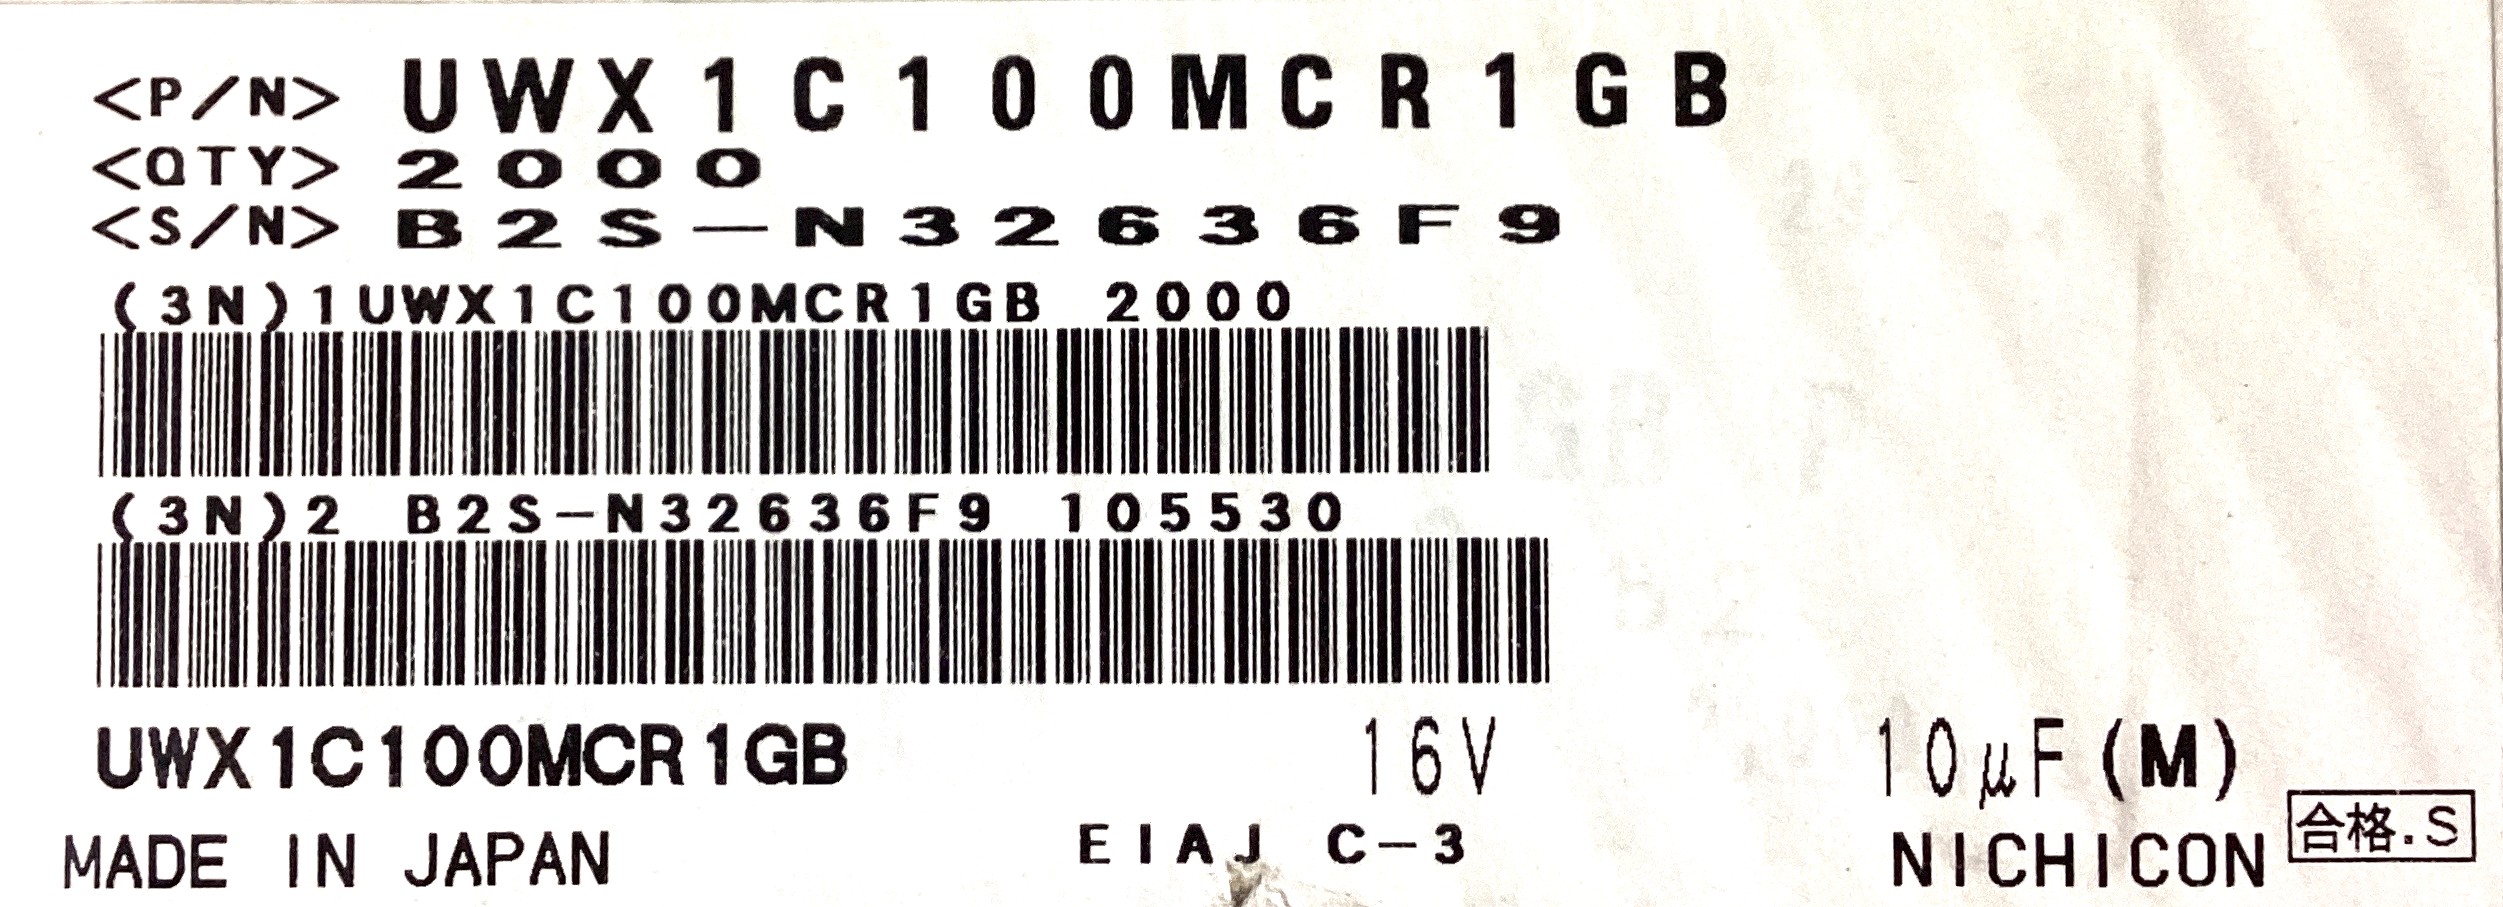 <P/N> UWX1C100MCR1GB
<QTY> 2000
<S/N> B2S-N32636F9
(3N)1UWX1C100MCR1GB 2000
(3N)2 B2S-N32636F9 105530
UWX1C100MCR1GB 16V 10μF(M)
MADE IN JAPAN EIAJ C-3 NICHICON 合格.S